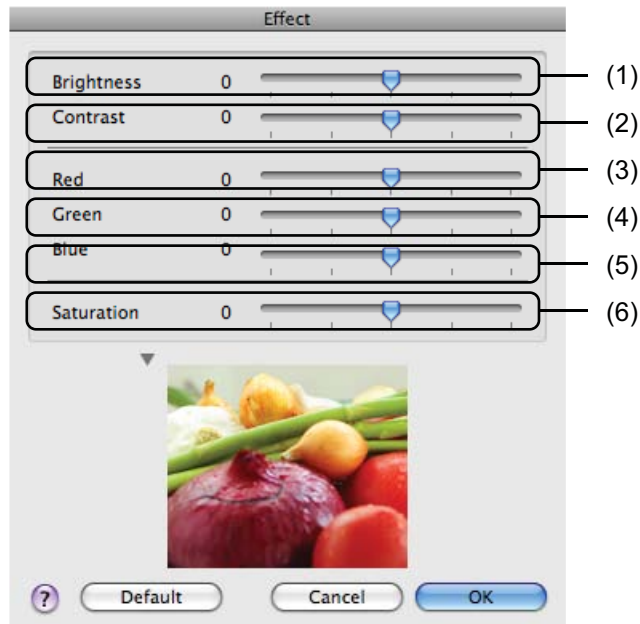 Effect
Brightness 0 (1)
Contrast 0 (2)
Red 0 (3)
Green 0 (4)
Blue 0 (5)
Saturation 0 (6)
? Default Cancel OK